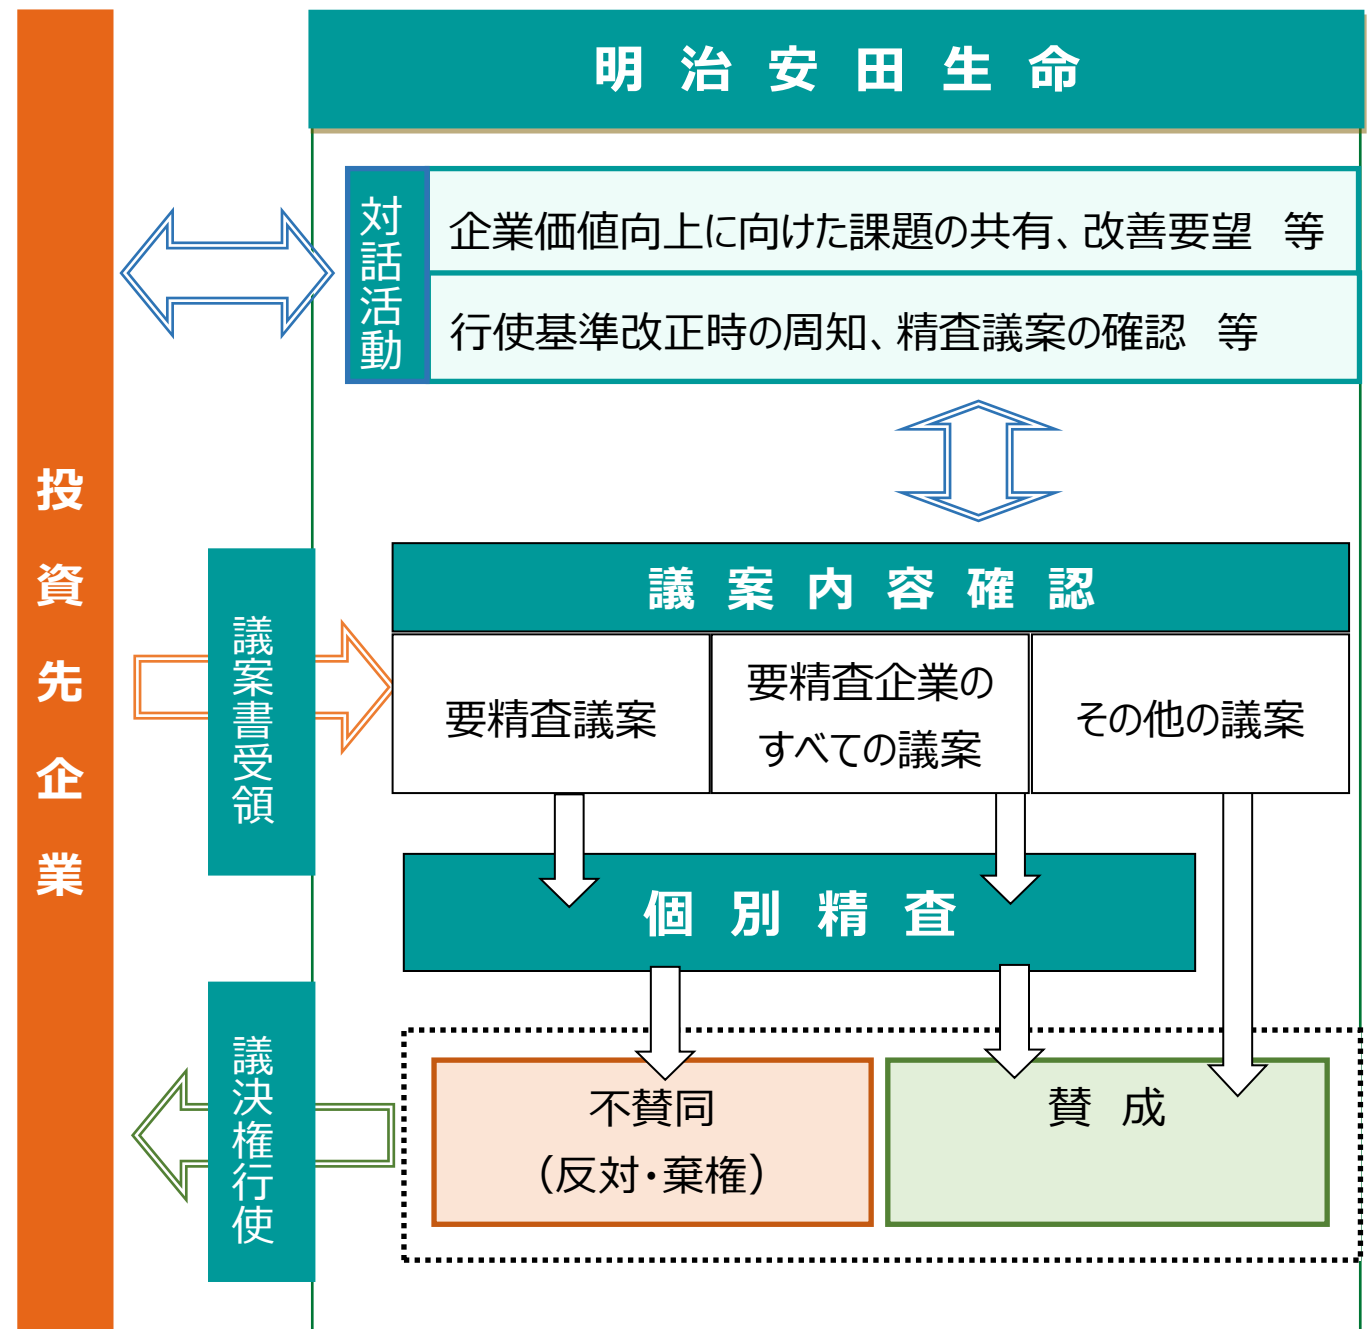 明治安田生命
対話活動
企業価値向上に向けた課題の共有、改善要望　等
行使基準改正時の周知、精査議案の確認　等
投資先企業
議案書受領
議案内容確認
要精査議案
要精査企業の
すべての議案
その他の議案
個別精査
議決権行使
不賛同
（反対・棄権）
賛　成